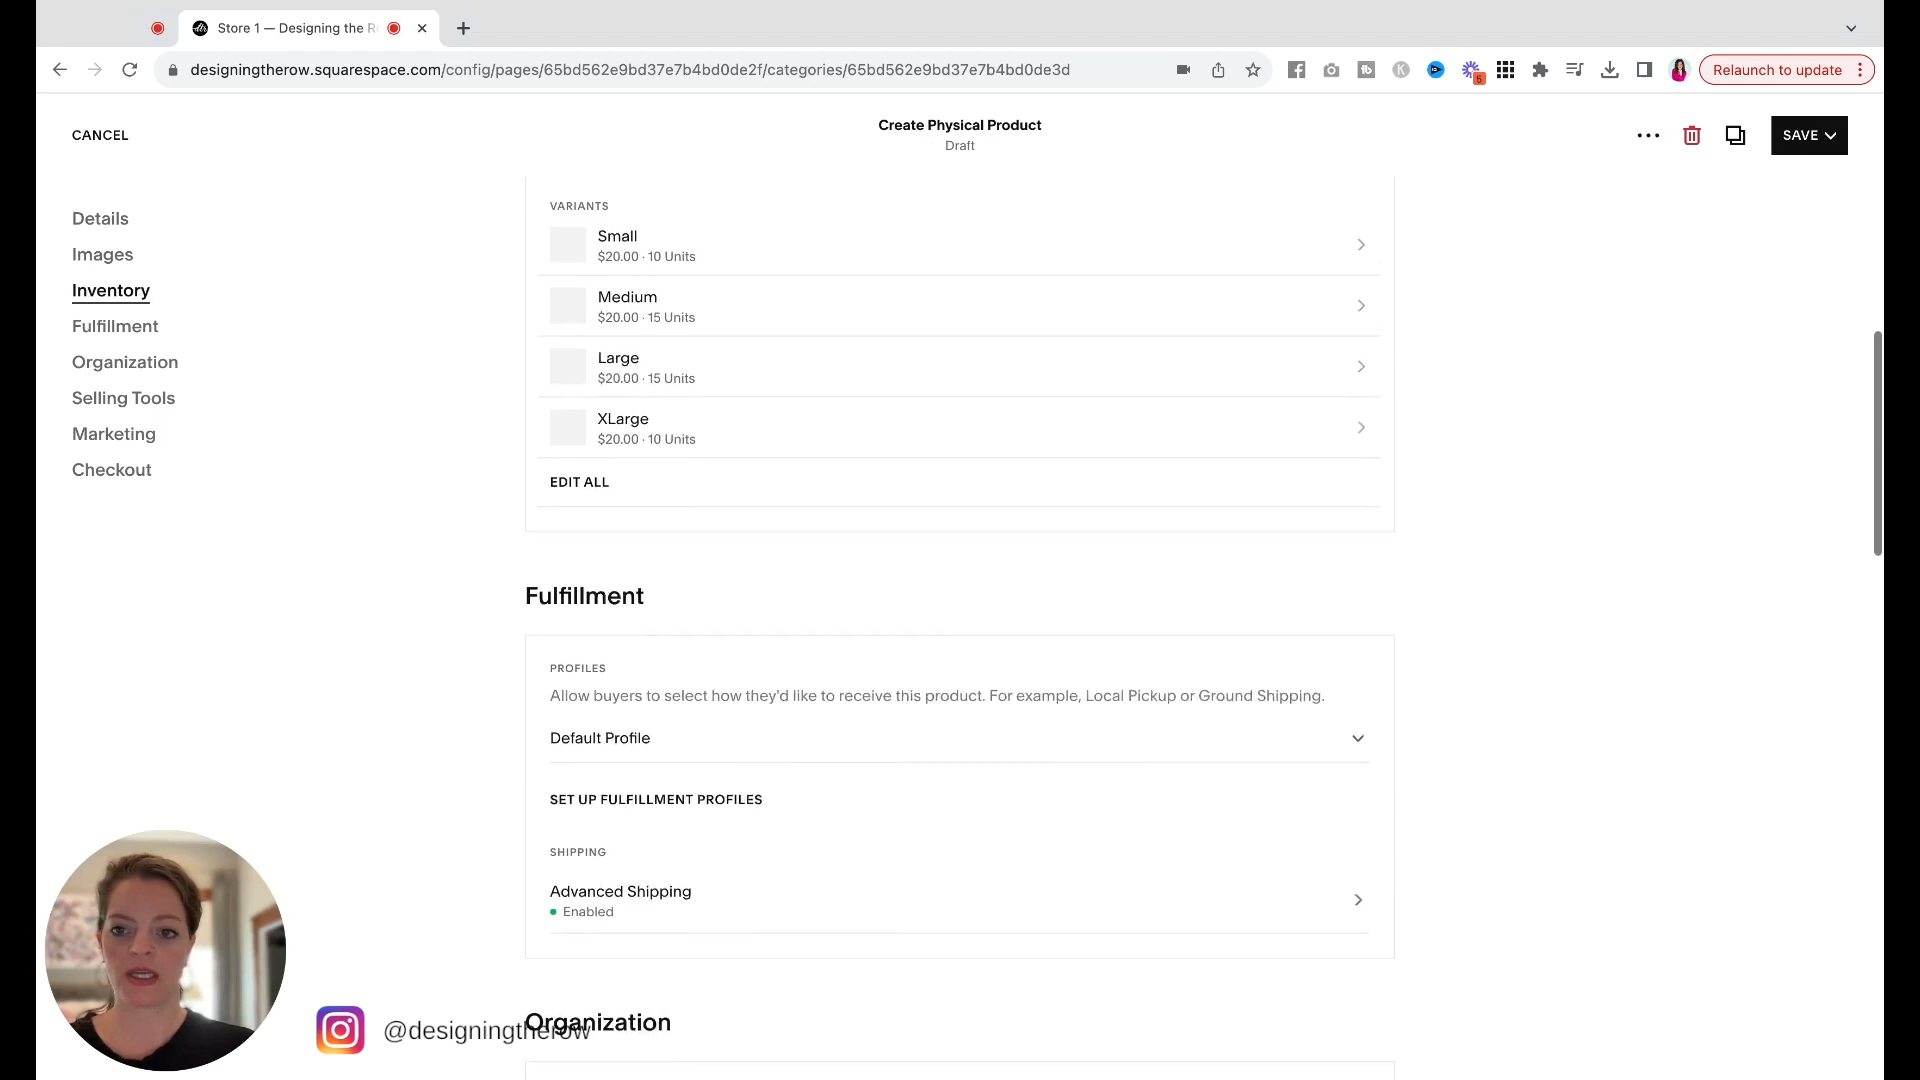 Store 1 — Designing the R
designingtherow.squarespace.com/config/pages/65bd562e9bd37e7b4bd0de2f/categories/65bd562e9bd37e7b4bd0de3d
5
Relaunch to update
CANCEL
Create Physical Product
Draft
SAVE
Details
Images
Inventory
Fulfillment
Organization
Selling Tools
Marketing
Checkout
VARIANTS
Small
$20.00 · 10 Units
Medium
$20.00 · 15 Units
Large
$20.00 · 15 Units
XLarge
$20.00 · 10 Units
EDIT ALL
Fulfillment
PROFILES
Allow buyers to select how they'd like to receive this product. For example, Local Pickup or Ground Shipping.
Default Profile
SET UP FULFILLMENT PROFILES
SHIPPING
Advanced Shipping
Enabled
Organization
@designingtherow